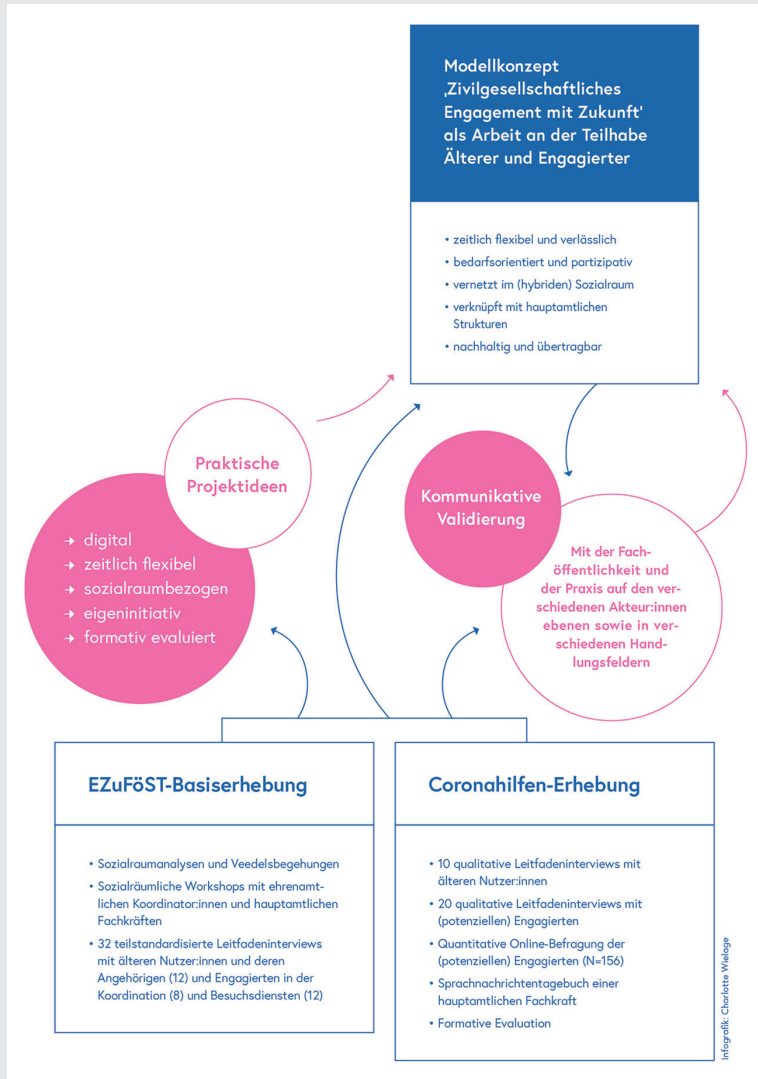 Modellkonzept
‚Zivilgesellschaftliches
Engagement mit Zukunft'
als Arbeit an der Teilhabe
Älterer und Engagierter
• zeitlich flexibel und verlässlich
• bedarfsorientiert und partizipativ
• vernetzt im (hybriden) Sozialraum
• verknüpft mit hauptamtlichen
Strukturen
• nachhaltig und übertragbar
Praktische
Projektideen
→ digital
→ zeitlich flexibel
→ sozialraumbezogen
→ eigeninitiativ
→ formativ evaluiert
Kommunikative
Validierung
Mit der Fach-
öffentlichkeit und
der Praxis auf den ver-
schiedenen Akteur:innen
ebenen sowie in ver-
schiedenen Hand-
lungsfeldern
EZuFöST-Basiserhebung
• Sozialraumanalysen und Veedelsbegehungen
• Sozialräumliche Workshops mit ehrenamt-
lichen Koordinator:innen und hauptamtlichen
Fachkräften
• 32 teilstandardisierte Leitfadeninterviews
mit älteren Nutzer:innen und deren
Angehörigen (12) und Engagierten in der
Koordination (8) und Besuchsdiensten (12)
Coronahilfen-Erhebung
• 10 qualitative Leitfadeninterviews mit
älteren Nutzer:innen
• 20 qualitative Leitfadeninterviews mit
(potenziellen) Engagierten
• Quantitative Online-Befragung der
(potenziellen) Engagierten (N=156)
• Sprachnachrichtentagebuch einer
hauptamtlichen Fachkraft
• Formative Evaluation
Infografik: Charlotte Wielage